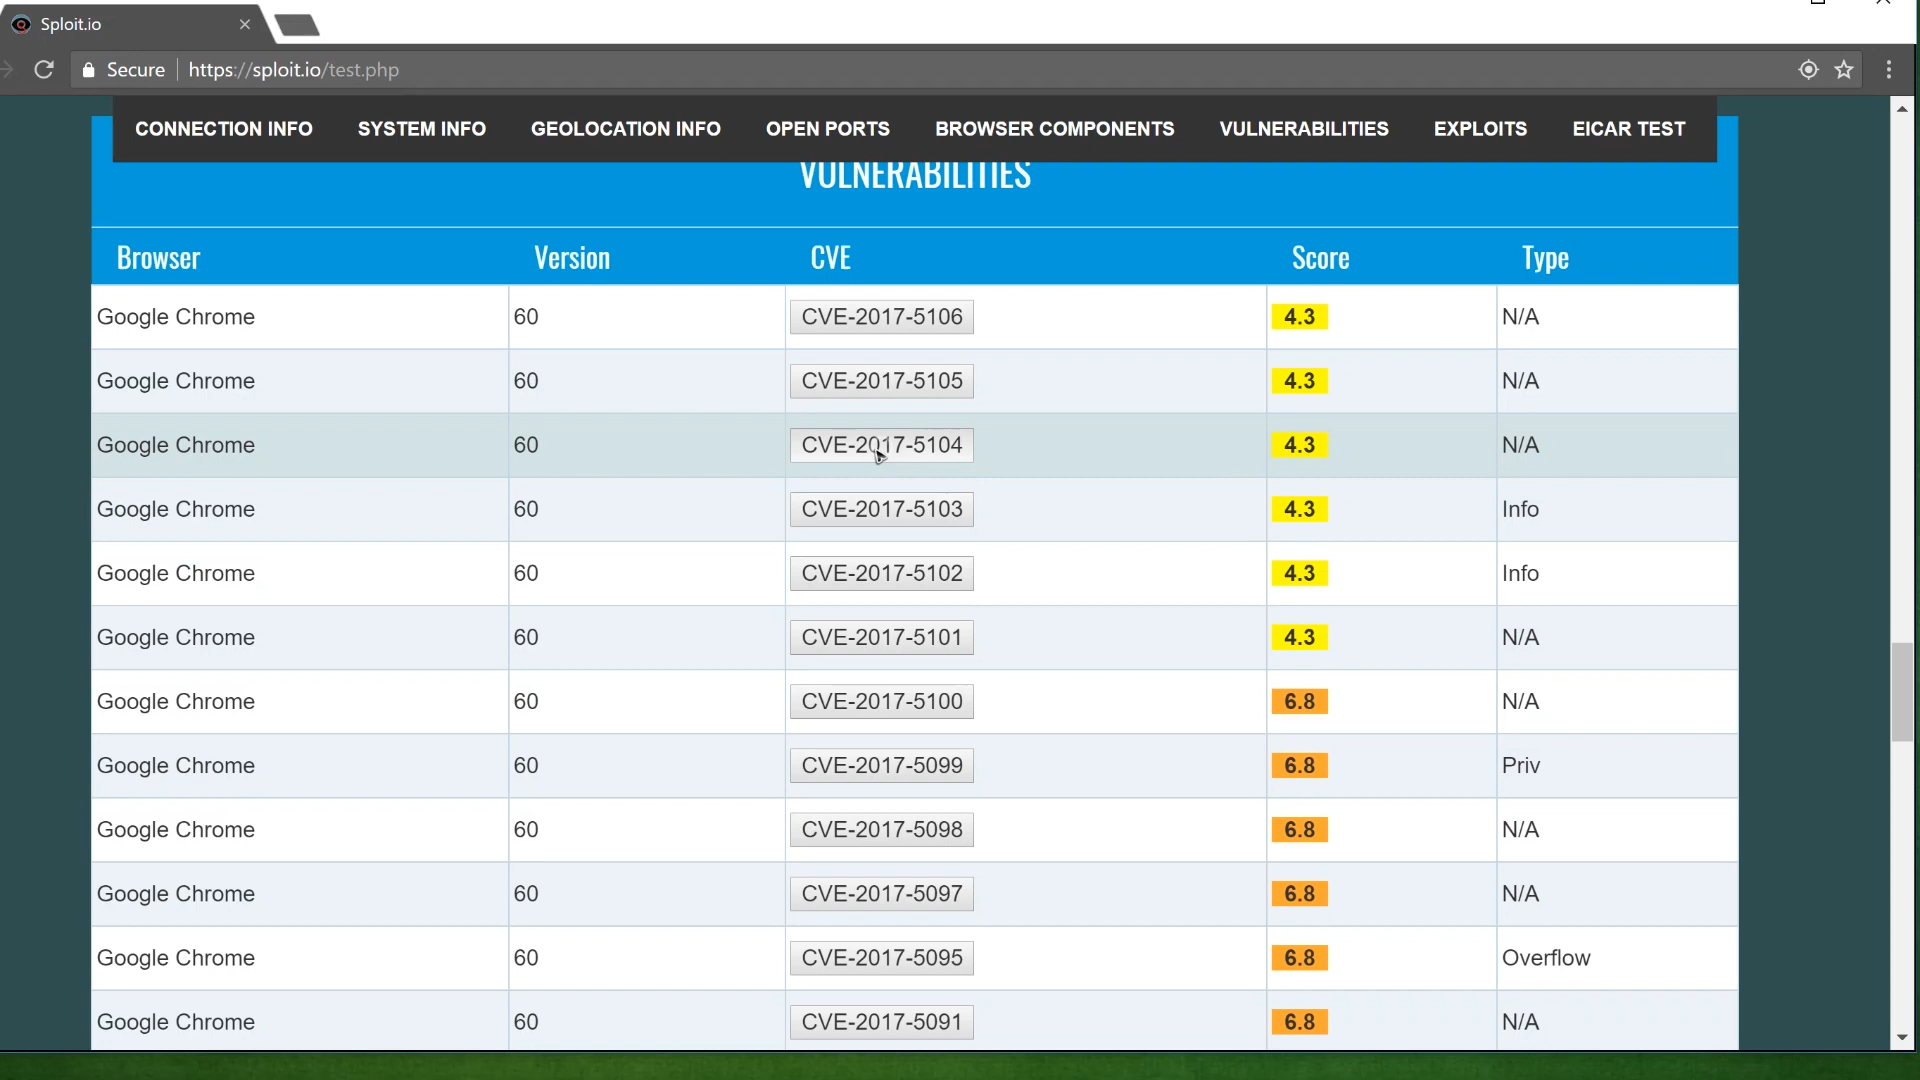 Sploit.io
Secure https://sploit.io/test.php
CONNECTION INFO SYSTEM INFO GEOLOCATION INFO OPEN PORTS BROWSER COMPONENTS VULNERABILITIES EXPLOITS EICAR TEST
VULNERABILITIES
Browser Version CVE Score Type
Google Chrome 60 CVE-2017-5106 4.3 N/A
Google Chrome 60 CVE-2017-5105 4.3 N/A
Google Chrome 60 CVE-2017-5104 4.3 N/A
Google Chrome 60 CVE-2017-5103 4.3 Info
Google Chrome 60 CVE-2017-5102 4.3 Info
Google Chrome 60 CVE-2017-5101 4.3 N/A
Google Chrome 60 CVE-2017-5100 6.8 N/A
Google Chrome 60 CVE-2017-5099 6.8 Priv
Google Chrome 60 CVE-2017-5098 6.8 N/A
Google Chrome 60 CVE-2017-5097 6.8 N/A
Google Chrome 60 CVE-2017-5095 6.8 Overflow
Google Chrome 60 CVE-2017-5091 6.8 N/A